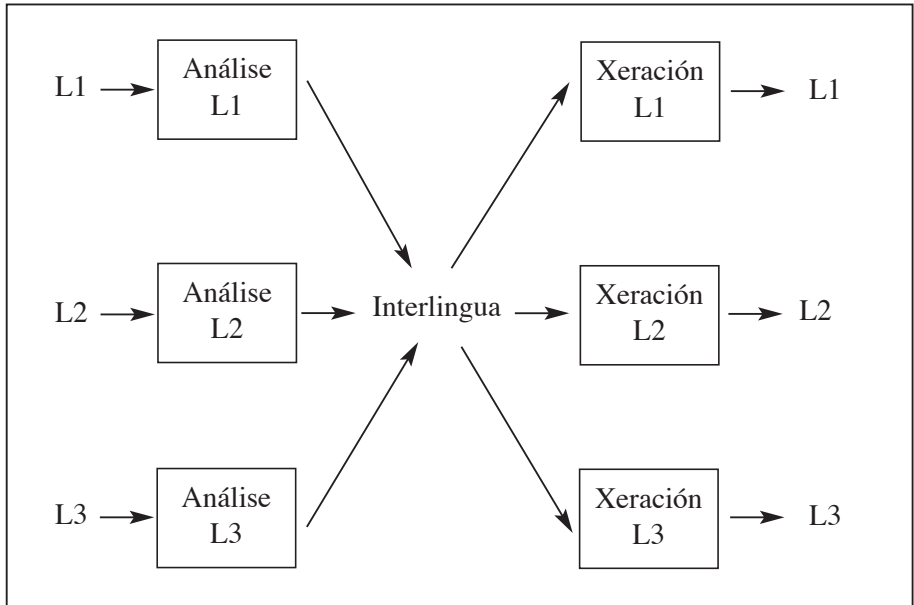 L1
Análise
L1
Xeración
L1
L1
L2
Análise
L2
Interlingua
Xeración
L2
L2
L3
Análise
L3
Xeración
L3
L3